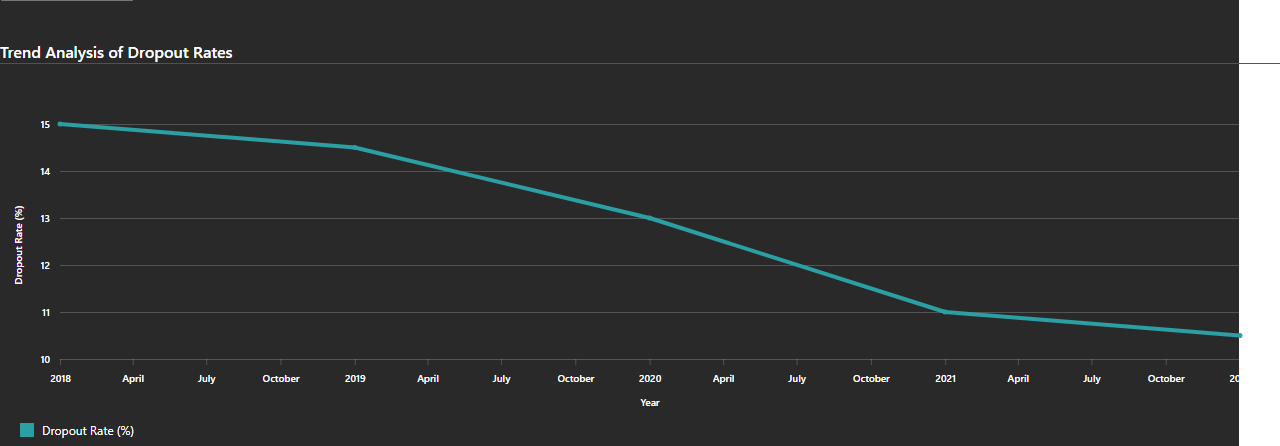 Trend Analysis of Dropout Rates
15
14
13
12
11
10
Dropout Rate (%)
2018 April July October 2019 April July October 2020 April July October 2021 April July October 20
Year
Dropout Rate (%)